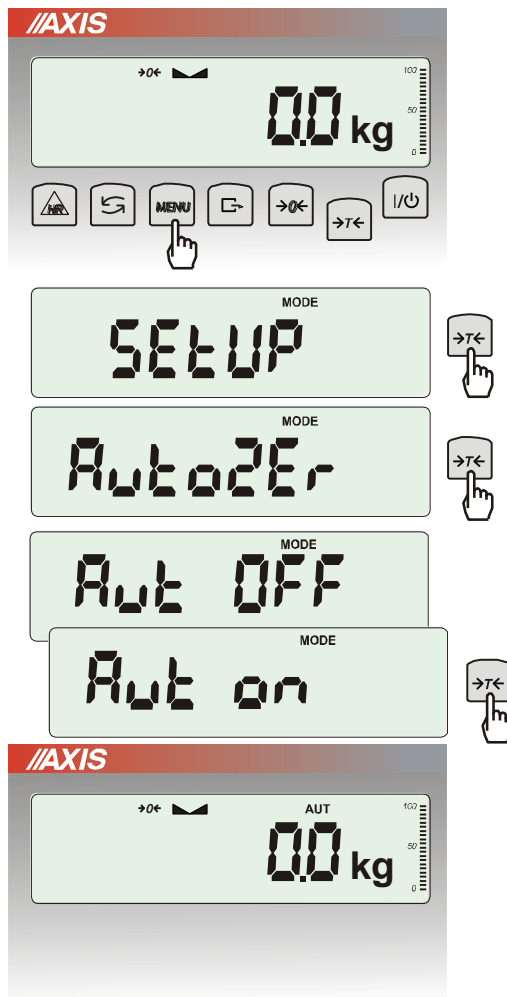 //AXIS
→0← 100
50
0.0 kg
0
HR MENU →0← →T← I/⏻
MODE
SEtUP
→T←
MODE
AutoZEr
→T←
MODE
Aut OFF
MODE
Aut on
→T←
//AXIS
→0← AUT 100
50
0.0 kg
0